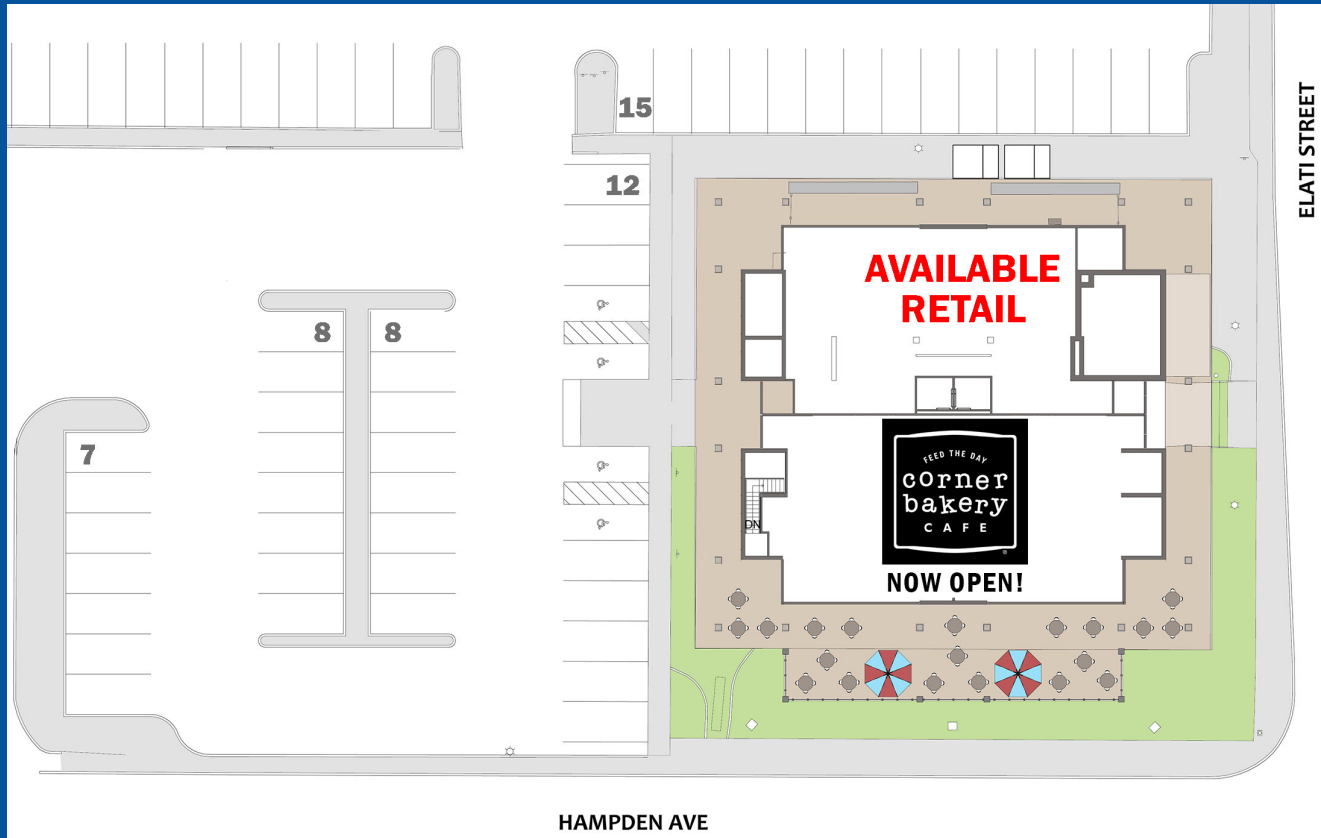 15
12
ELATI STREET
AVAILABLE
RETAIL
8
8
7
FEED THE DAY
corner
bakery
CAFE
®
DN
NOW OPEN!
HAMPDEN AVE